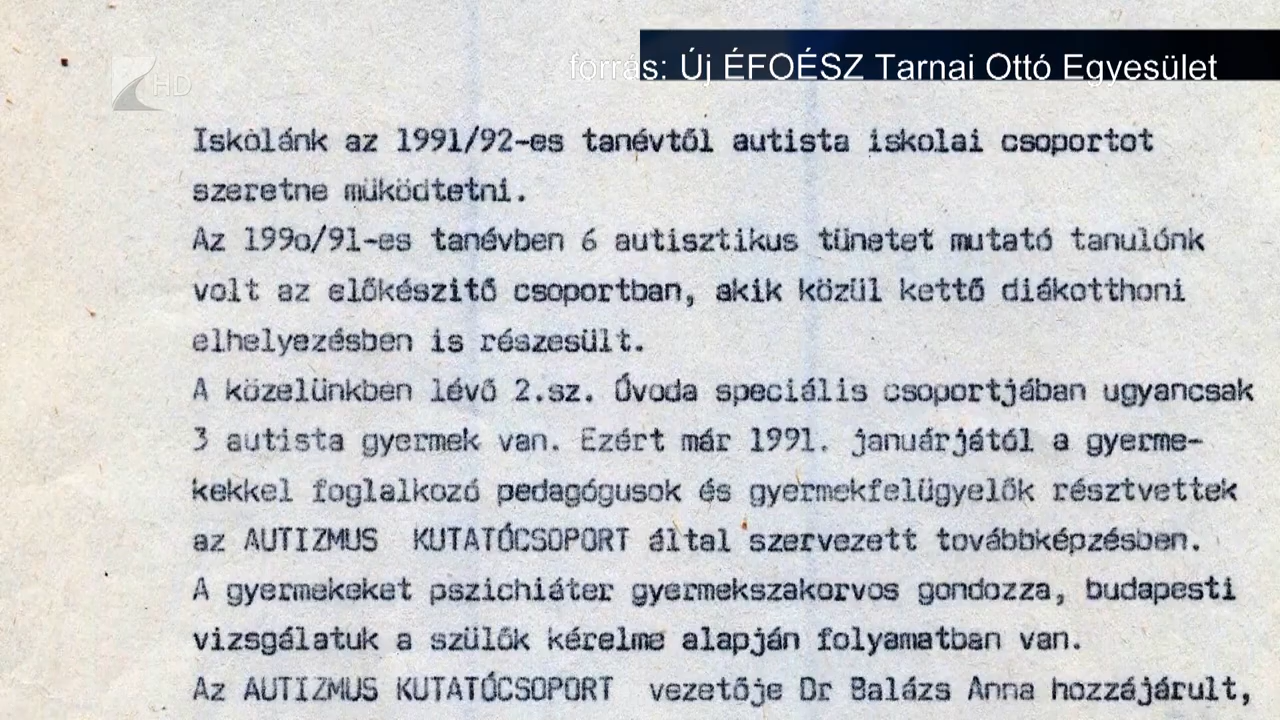 forrás: Új ÉFOÉSZ Tarnai Ottó Egyesület
HD
Iskolánk az 1991/92-es tanévtől autista iskolai csoportot
szeretne müködtetni.
Az 199o/91-es tanévben 6 autisztikus tünetet mutató tanulónk
volt az előkészitő csoportban, akik közül kettő diákotthoni
elhelyezésben is részesült.
A közelünkben lévő 2.sz. Óvoda speciális csoportjában ugyancsak
3 autista gyermek van. Ezért már 1991. januárjától a gyerme-
kekkel foglalkozó pedagógusok és gyermekfelügyelők résztvettek
az AUTIZMUS KUTATÓCSOPORT által szervezett továbbképzésben.
A gyermekeket pszichiáter gyermekszakorvos gondozza, budapesti
vizsgálatuk a szülők kérelme alapján folyamatban van.
Az AUTIZMUS KUTATÓCSOPORT vezetője Dr Balázs Anna hozzájárult,